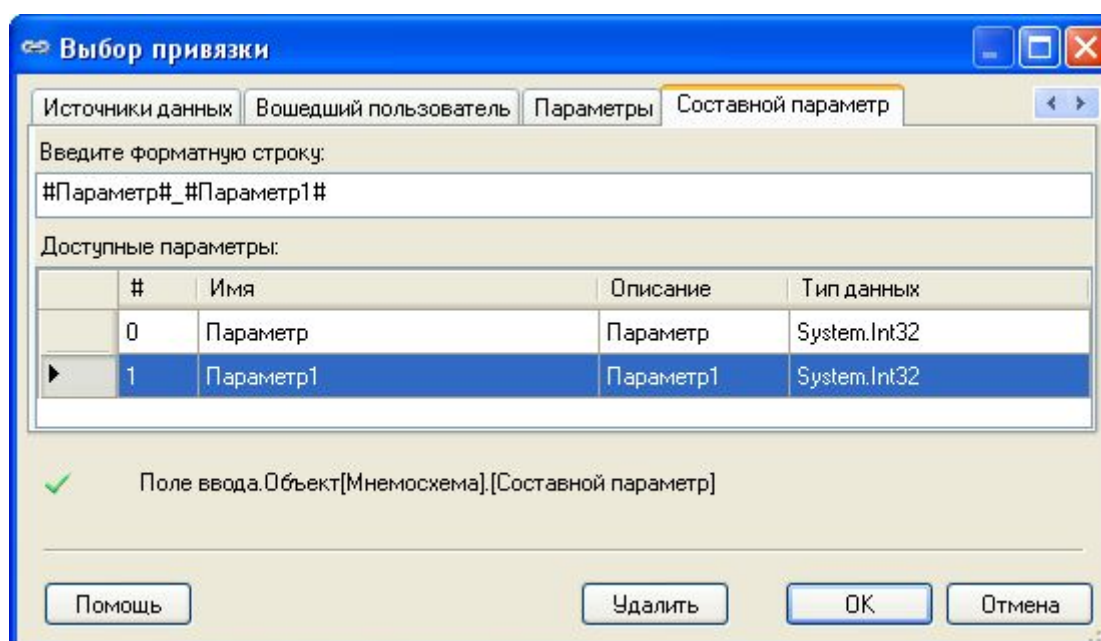 Выбор привязки
Источники данных Вошедший пользователь Параметры Составной параметр
Введите форматную строку:
#Параметр#_#Параметр1#
Доступные параметры:
# Имя Описание Тип данных
0 Параметр Параметр System.Int32
1 Параметр1 Параметр1 System.Int32
Поле ввода.Объект[Мнемосхема].[Составной параметр]
Помощь Удалить OK Отмена